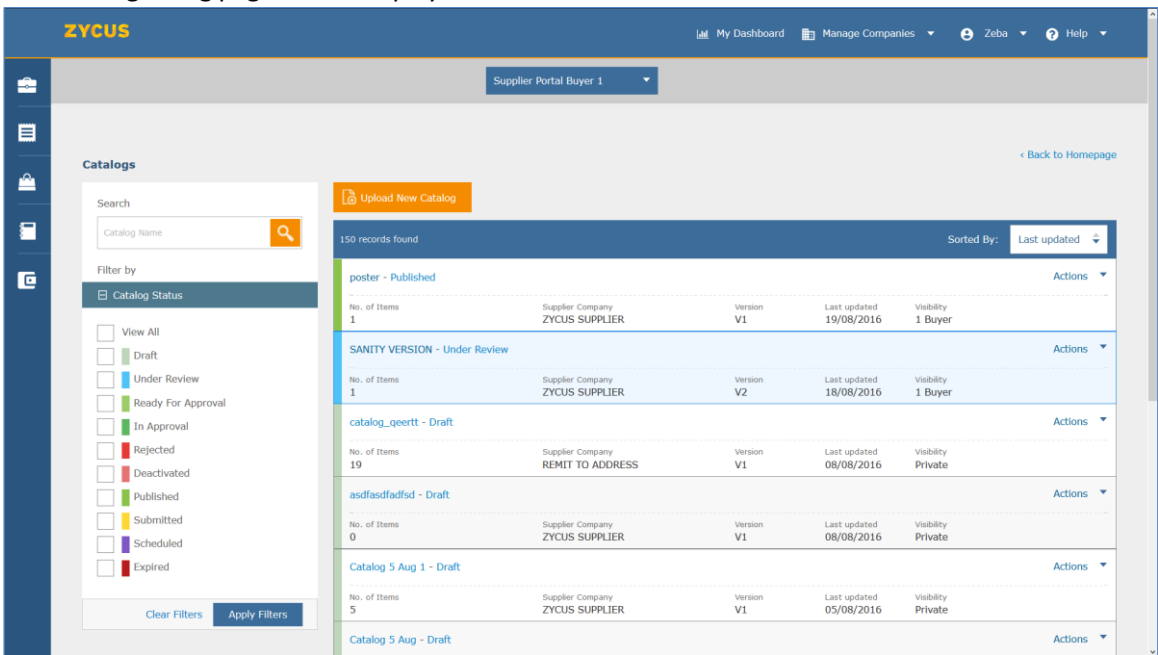 ZYCUS
My Dashboard Manage Companies Zeba Help
Supplier Portal Buyer 1
‹ Back to Homepage
Catalogs
Search
Catalog Name
Filter by
Catalog Status
View All
Draft
Under Review
Ready For Approval
In Approval
Rejected
Deactivated
Published
Submitted
Scheduled
Expired
Clear Filters Apply Filters
Upload New Catalog
150 records found Sorted By: Last updated
poster - Published Actions
No. of Items Supplier Company Version Last updated Visibility
1 ZYCUS SUPPLIER V1 19/08/2016 1 Buyer
SANITY VERSION - Under Review Actions
No. of Items Supplier Company Version Last updated Visibility
1 ZYCUS SUPPLIER V2 18/08/2016 1 Buyer
catalog_qeertt - Draft Actions
No. of Items Supplier Company Version Last updated Visibility
19 REMIT TO ADDRESS V1 08/08/2016 Private
asdfasdfadfsd - Draft Actions
No. of Items Supplier Company Version Last updated Visibility
0 ZYCUS SUPPLIER V1 08/08/2016 Private
Catalog 5 Aug 1 - Draft Actions
No. of Items Supplier Company Version Last updated Visibility
5 ZYCUS SUPPLIER V1 05/08/2016 Private
Catalog 5 Aug - Draft Actions